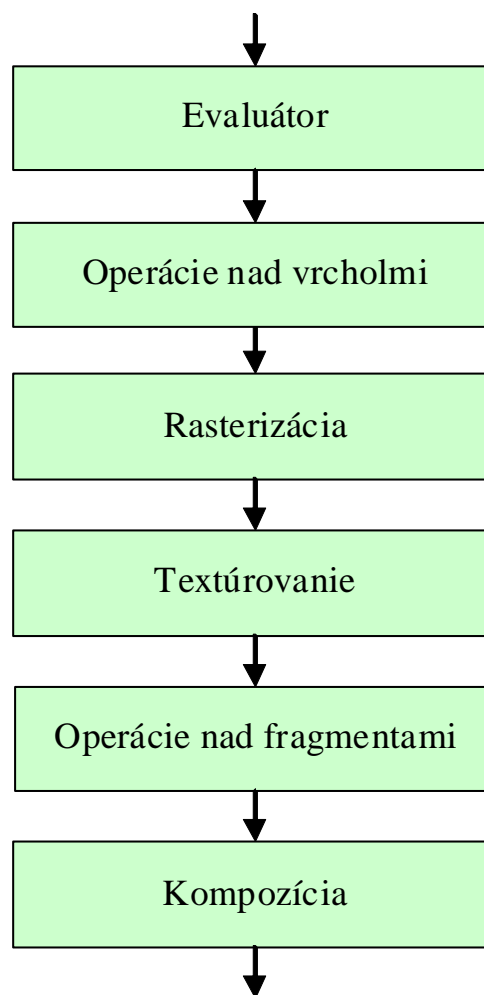 Evaluátor
Operácie nad vrcholmi
Rasterizácia
Textúrovanie
Operácie nad fragmentami
Kompozícia